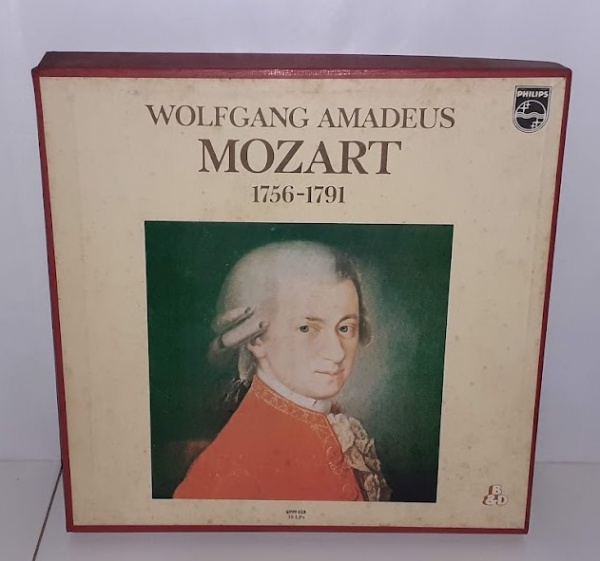 PHILIPS
WOLFGANG AMADEUS
MOZART
1756-1791
B
&D